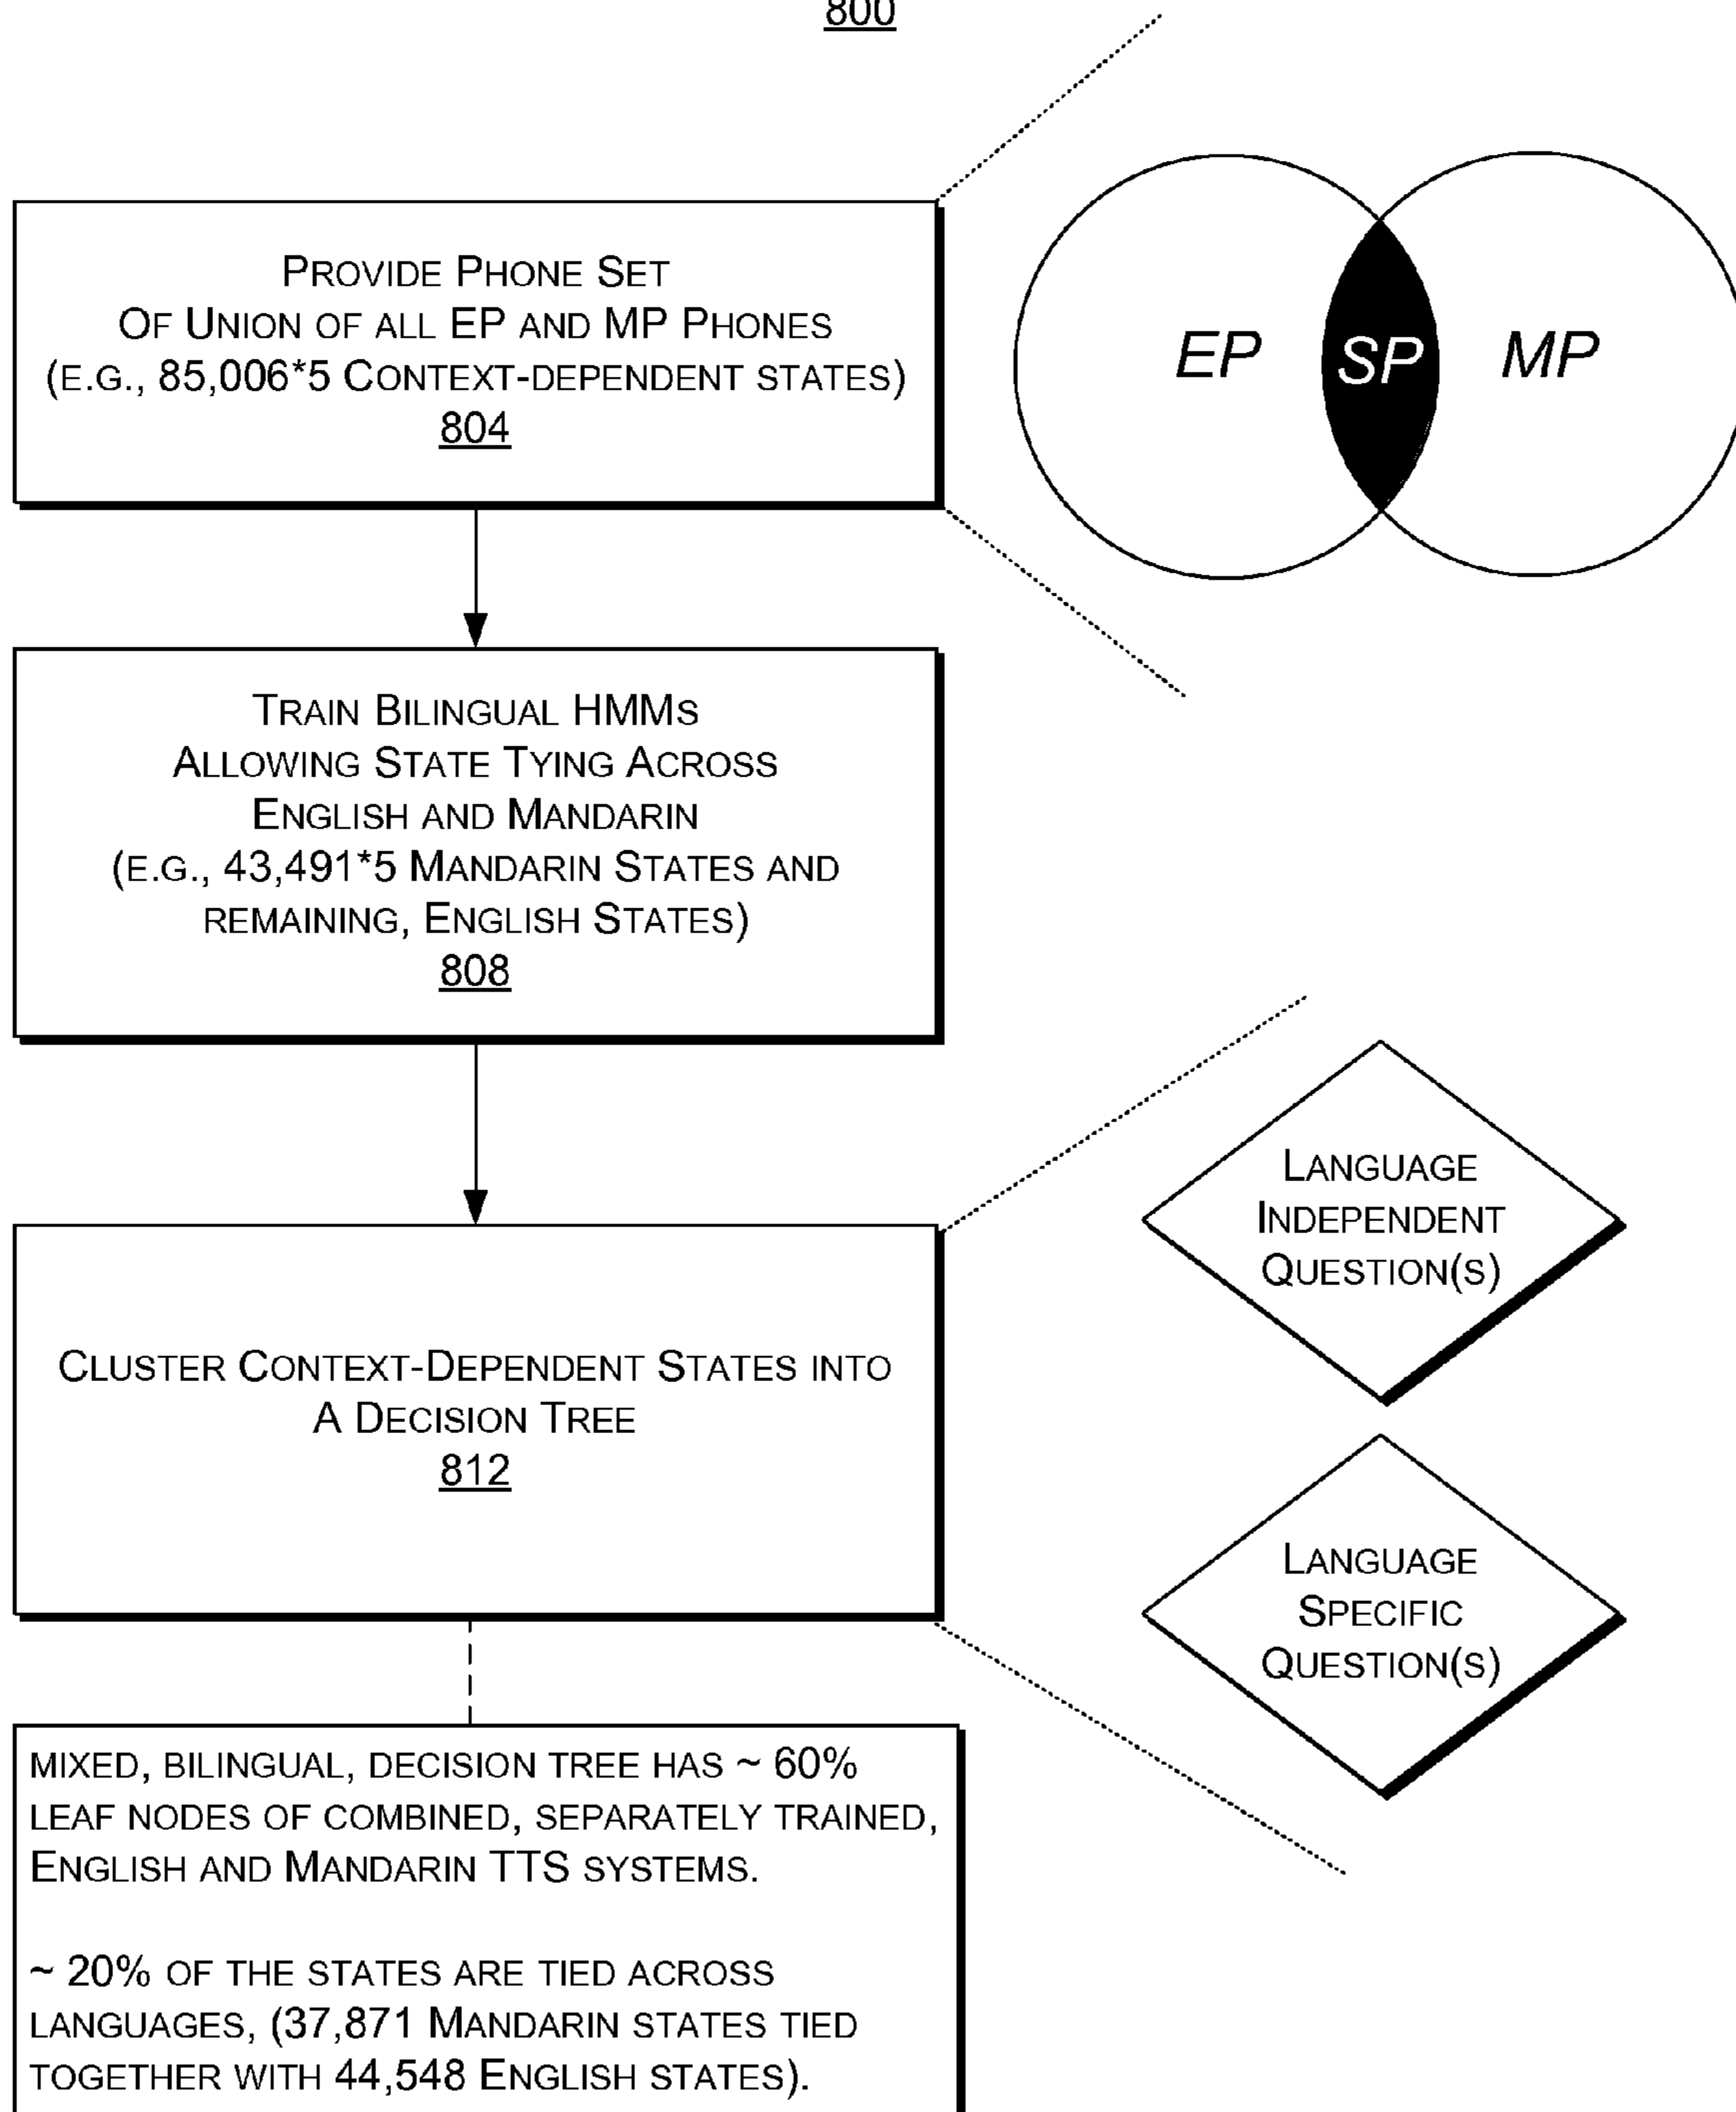 800
PROVIDE PHONE SET
OF UNION OF ALL EP AND MP PHONES
(E.G., 85,006*5 CONTEXT-DEPENDENT STATES)
804
EP
SP
MP
TRAIN BILINGUAL HMMS
ALLOWING STATE TYING ACROSS
ENGLISH AND MANDARIN
(E.G., 43,491*5 MANDARIN STATES AND
REMAINING, ENGLISH STATES)
808
CLUSTER CONTEXT-DEPENDENT STATES INTO
A DECISION TREE
812
LANGUAGE
INDEPENDENT
QUESTION(S)
LANGUAGE
SPECIFIC
QUESTION(S)
MIXED, BILINGUAL, DECISION TREE HAS ~ 60%
LEAF NODES OF COMBINED, SEPARATELY TRAINED,
ENGLISH AND MANDARIN TTS SYSTEMS.
~ 20% OF THE STATES ARE TIED ACROSS
LANGUAGES, (37,871 MANDARIN STATES TIED
TOGETHER WITH 44,548 ENGLISH STATES).